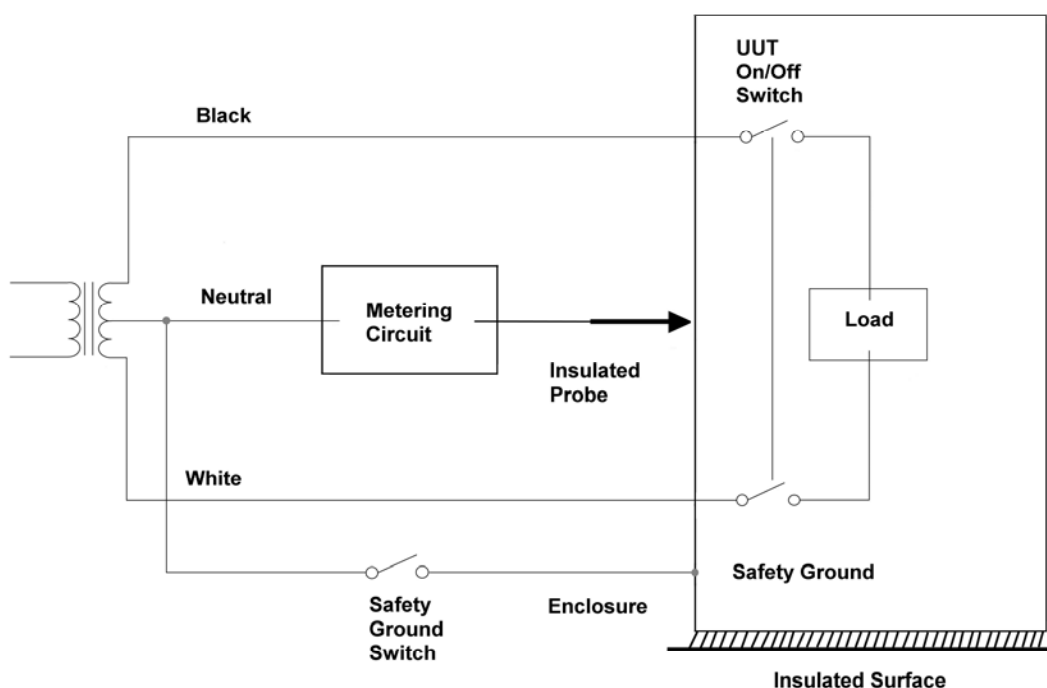 UUT
On/Off
Switch
Black
Neutral
Metering
Circuit
Load
Insulated
Probe
White
Safety Ground
Enclosure
Safety
Ground
Switch
Insulated Surface